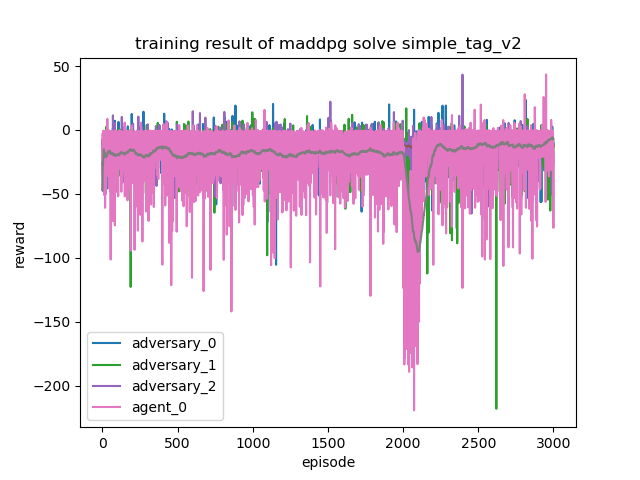 training result of maddpg solve simple_tag_v2
50
0
−50
−100
−150
−200
reward
adversary_0
adversary_1
adversary_2
agent_0
0
500
1000
1500
2000
2500
3000
episode